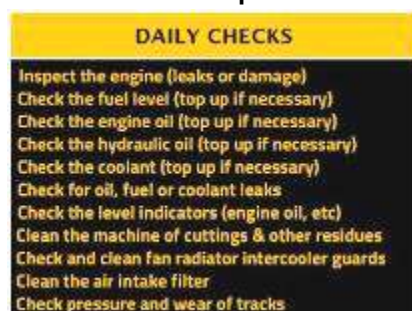 DAILY CHECKS
Inspect the engine (leaks or damage)
Check the fuel level (top up if necessary)
Check the engine oil (top up if necessary)
Check the hydraulic oil (top up if necessary)
Check the coolant (top up if necessary)
Check for oil, fuel or coolant leaks
Check the level indicators (engine oil, etc)
Clean the machine of cuttings & other residues
Check and clean fan radiator intercooler guards
Clean the air intake filter
Check pressure and wear of tracks